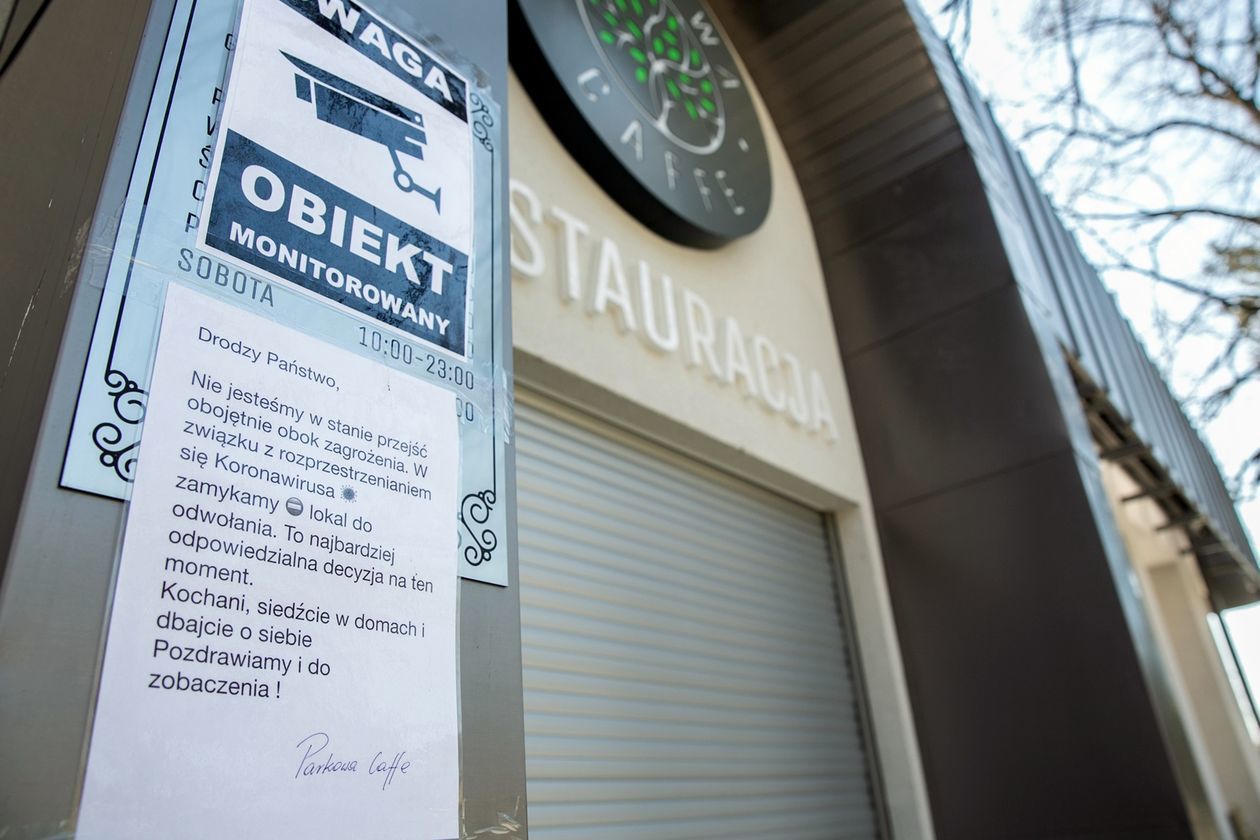 WAGA
OBIEKT
MONITOROWANY
SOBOTA
10:00-23:00
00
Drodzy Państwo,
Nie jesteśmy w stanie przejść
obojętnie obok zagrożenia. W
związku z rozprzestrzenianiem
się Koronawirusa
zamykamy ⛔ lokal do
odwołania. To najbardziej
odpowiedzialna decyzja na ten
moment.
Kochani, siedźcie w domach i
dbajcie o siebie
Pozdrawiamy i do
zobaczenia !
Parkowa Caffe
WA
CAFFE
STAURACJA